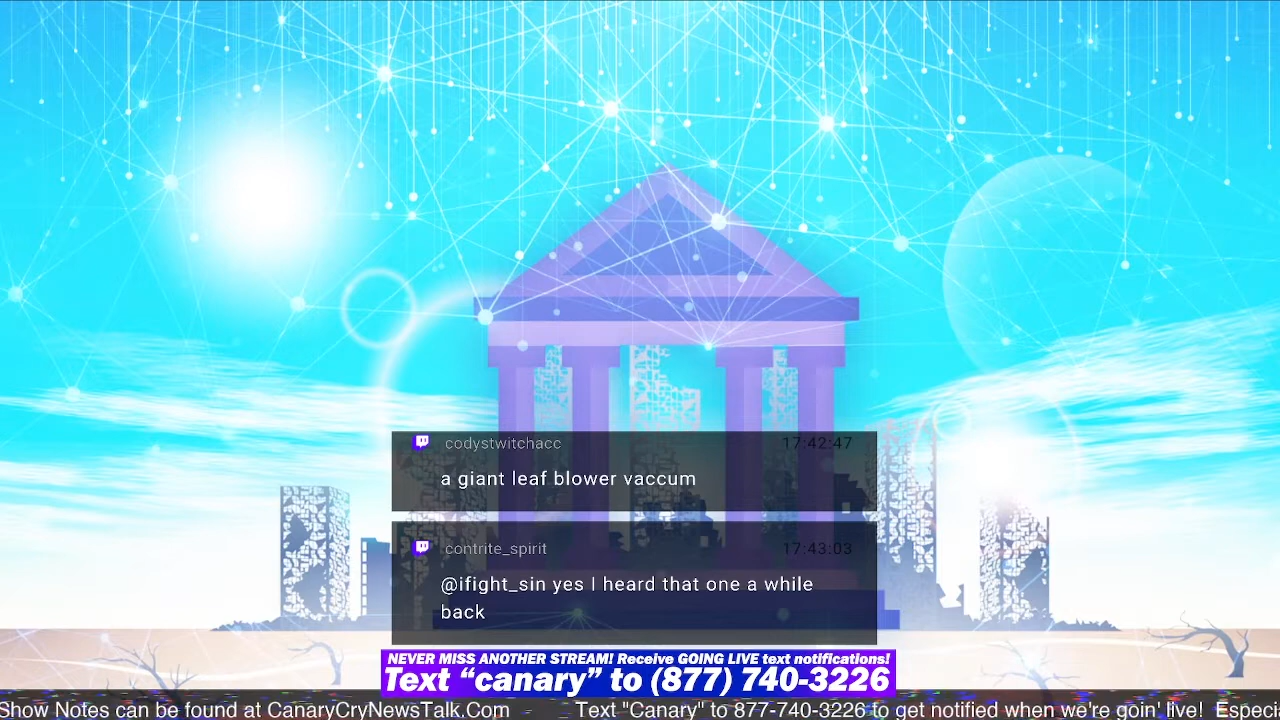 codystwitchacc 17:42:47
a giant leaf blower vaccum
contrite_spirit 17:43:03
@ifight_sin yes I heard that one a while
back
NEVER MISS ANOTHER STREAM! Receive GOING LIVE text notifications!
Text “canary” to (877) 740-3226
Show Notes can be found at CanaryCryNewsTalk.Com Text "Canary" to 877-740-3226 to get notified when we're goin' live! Especi